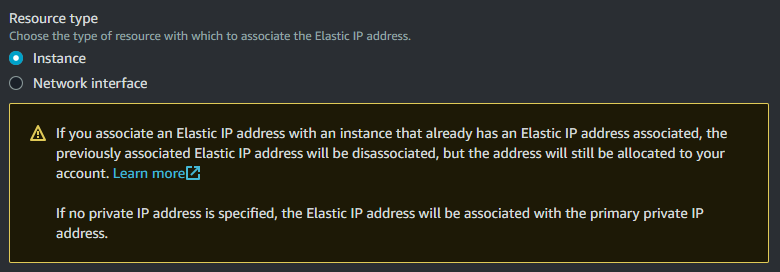 Resource type
Choose the type of resource with which to associate the Elastic IP address.
Instance
Network interface
If you associate an Elastic IP address with an instance that already has an Elastic IP address associated, the
previously associated Elastic IP address will be disassociated, but the address will still be allocated to your
account. Learn more
If no private IP address is specified, the Elastic IP address will be associated with the primary private IP
address.